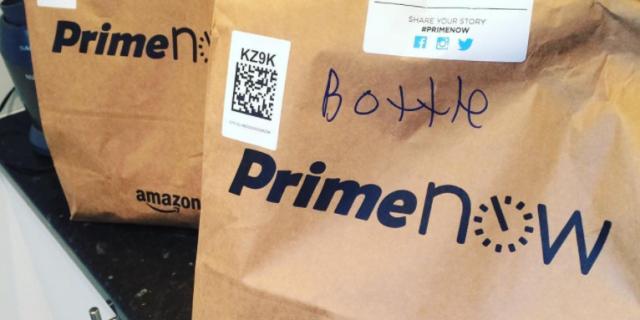 Primenow
amazon
SHARE YOUR STORY
#PRIMENOW
KZ9K
Bottle
Primenow